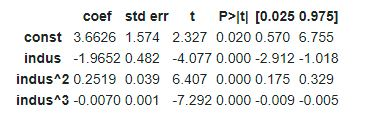 coef std err t P>|t| [0.025 0.975]
const 3.6626 1.574 2.327 0.020 0.570 6.755
indus -1.9652 0.482 -4.077 0.000 -2.912 -1.018
indus^2 0.2519 0.039 6.407 0.000 0.175 0.329
indus^3 -0.0070 0.001 -7.292 0.000 -0.009 -0.005